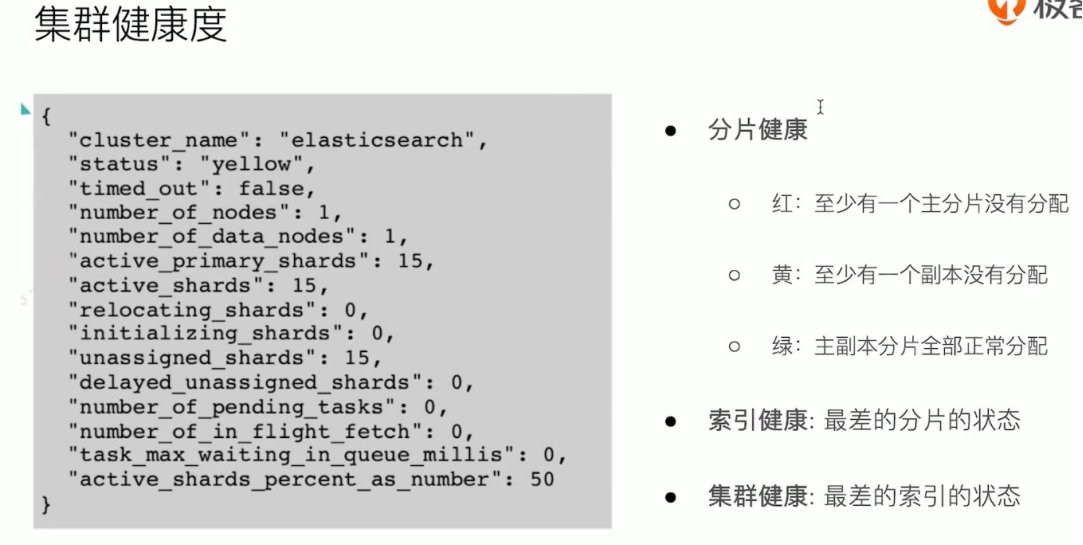 集群健康度
{
"cluster_name": "elasticsearch",
"status": "yellow",
"timed_out": false,
"number_of_nodes": 1,
"number_of_data_nodes": 1,
"active_primary_shards": 15,
"active_shards": 15,
"relocating_shards": 0,
"initializing_shards": 0,
"unassigned_shards": 15,
"delayed_unassigned_shards": 0,
"number_of_pending_tasks": 0,
"number_of_in_flight_fetch": 0,
"task_max_waiting_in_queue_millis": 0,
"active_shards_percent_as_number": 50
}
分片健康
红：至少有一个主分片没有分配
黄：至少有一个副本没有分配
绿：主副本分片全部正常分配
索引健康: 最差的分片的状态
集群健康: 最差的索引的状态